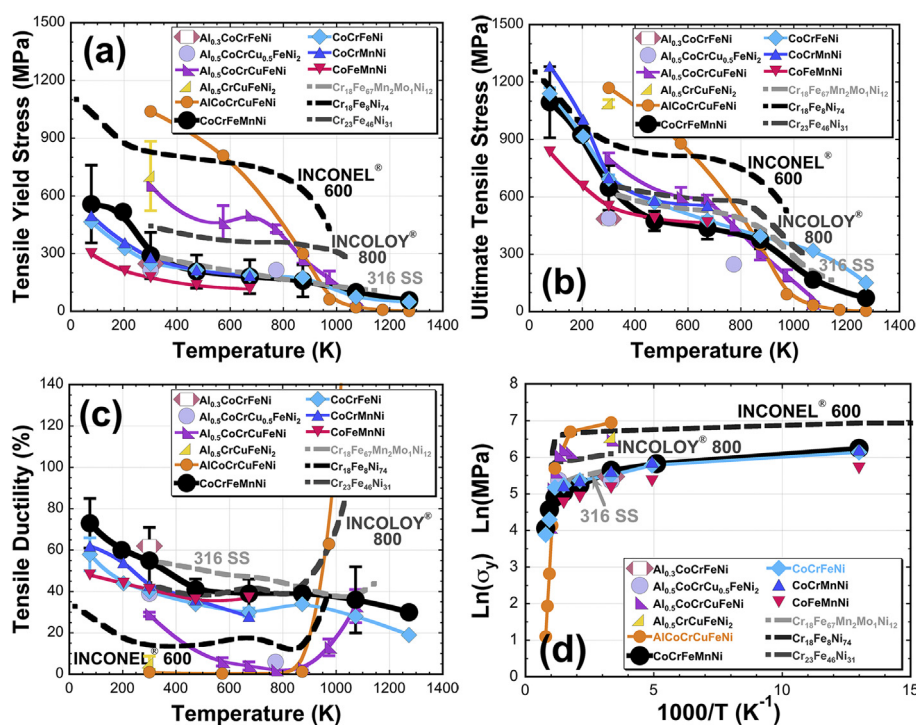 Tensile Yield Stress (MPa)
1500
1200
900
600
300
0
(a)
Al0.3CoCrFeNi
Al0.5CoCrCu0.5FeNi2
Al0.5CoCrCuFeNi
Al0.5CrCuFeNi2
AlCoCrCuFeNi
CoCrFeMnNi
CoCrFeNi
CoCrMnNi
CoFeMnNi
Cr18Fe67Mn2Mo1Ni12
Cr18Fe8Ni74
Cr23Fe46Ni31
INCONEL®
600
INCOLOY®
800
316 SS
0 200 400 600 800 1000 1200 1400
Temperature (K)
Ultimate Tensile Stress (MPa)
1500
1200
900
600
300
0
(b)
Al0.3CoCrFeNi
Al0.5CoCrCu0.5FeNi2
Al0.5CoCrCuFeNi
Al0.5CrCuFeNi2
AlCoCrCuFeNi
CoCrFeMnNi
CoCrFeNi
CoCrMnNi
CoFeMnNi
Cr18Fe67Mn2Mo1Ni12
Cr18Fe8Ni74
Cr23Fe46Ni31
INCONEL®
600
INCOLOY®
800
316 SS
0 200 400 600 800 1000 1200 1400
Temperature (K)
Tensile Ductility (%)
140
120
100
80
60
40
20
0
(c)
Al0.3CoCrFeNi
Al0.5CoCrCu0.5FeNi2
Al0.5CoCrCuFeNi
Al0.5CrCuFeNi2
AlCoCrCuFeNi
CoCrFeMnNi
CoCrFeNi
CoCrMnNi
CoFeMnNi
Cr18Fe67Mn2Mo1Ni12
Cr18Fe8Ni74
Cr23Fe46Ni31
INCOLOY®
800
316 SS
INCONEL® 600
0 200 400 600 800 1000 1200 1400
Temperature (K)
Ln(σy) Ln(MPa)
8
7
6
5
4
3
2
1
0
INCONEL® 600
INCOLOY® 800
316 SS
(d)
Al0.3CoCrFeNi
Al0.5CoCrCu0.5FeNi2
Al0.5CoCrCuFeNi
Al0.5CrCuFeNi2
AlCoCrCuFeNi
CoCrFeMnNi
CoCrFeNi
CoCrMnNi
CoFeMnNi
Cr18Fe67Mn2Mo1Ni12
Cr18Fe8Ni74
Cr23Fe46Ni31
0 5 10 15
1000/T (K-1)